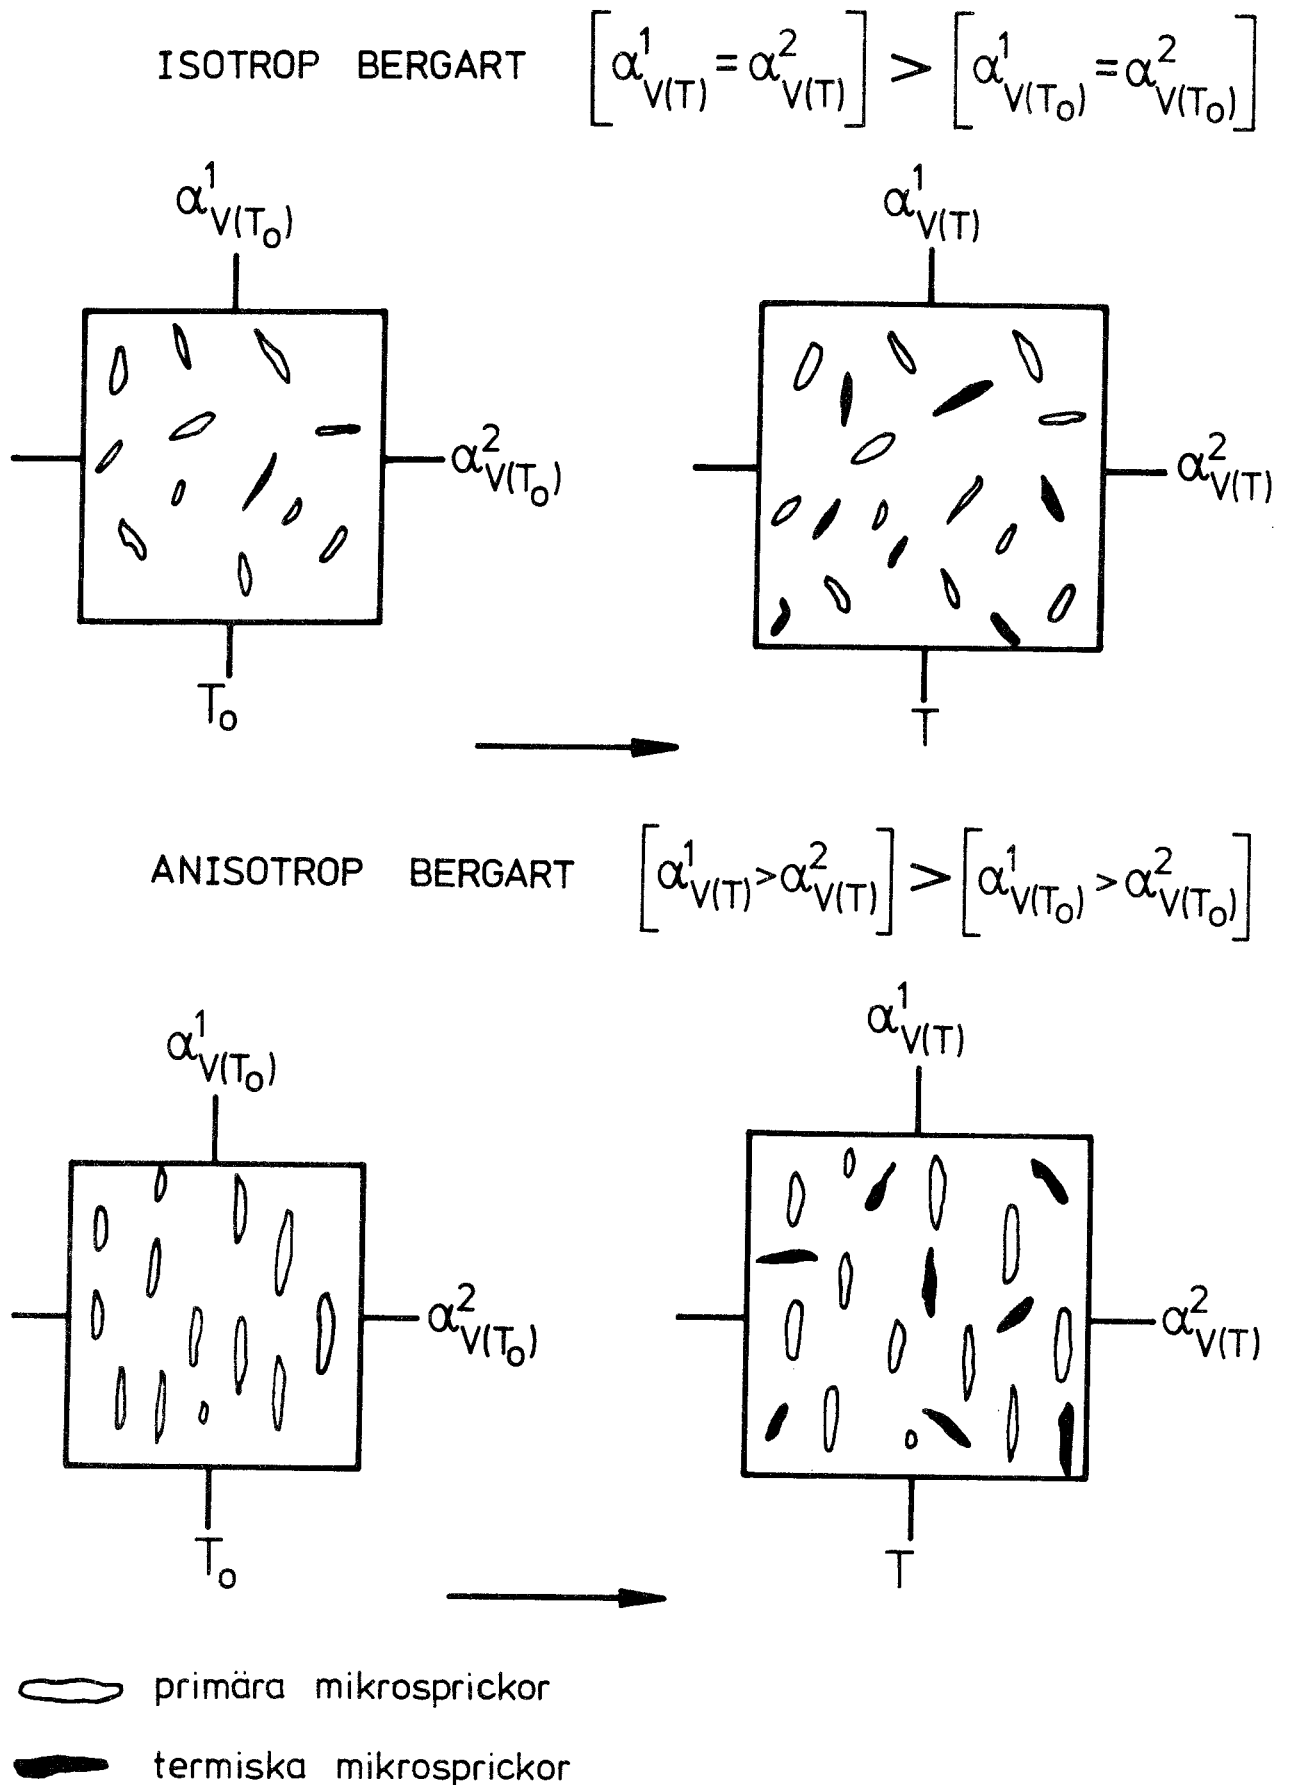 ISOTROP BERGART [α¹V(T) = α²V(T)] > [α¹V(T₀) = α²V(T₀)]
α¹V(T₀)
α¹V(T)
α²V(T₀)
α²V(T)
T₀
T
ANISOTROP BERGART [α¹V(T) > α²V(T)] > [α¹V(T₀) > α²V(T₀)]
α¹V(T₀)
α¹V(T)
α²V(T₀)
α²V(T)
T₀
T
primära mikrosprickor
termiska mikrosprickor